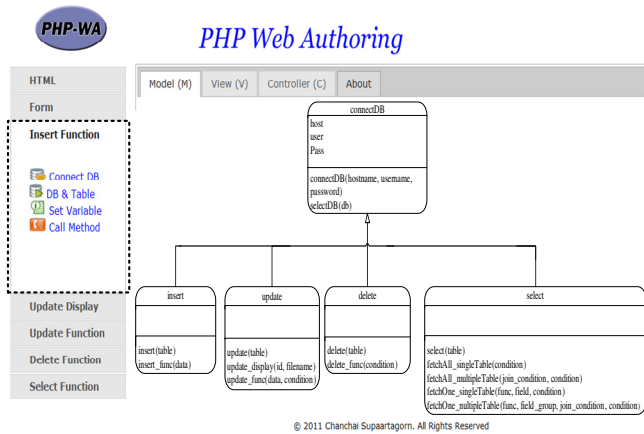 PHP-WA
PHP Web Authoring
HTML
Form
Insert Function
Connect DB
DB & Table
Set Variable
Call Method
Update Display
Update Function
Delete Function
Select Function
Model (M)
View (V)
Controller (C)
About
connectDB
host
user
Pass
connectDB(hostname, username,
password)
selectDB(db)
insert
insert(table)
insert_func(data)
update
update(table)
update_display(id, filename)
update_func(data, condition)
delete
delete(table)
delete_func(condition)
select
select(table)
fetchAll_singleTable(condition)
fetchAll_multipleTable(join_condition, condition)
fetchOne_singleTable(func, field, condition)
fetchOne_nultipleTable(func, field_group, join_condition, condition)
© 2011 Chanchai Supaartagorn. All Rights Reserved